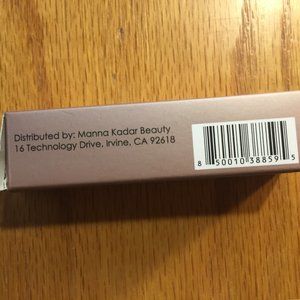 Distributed by: Manna Kadar Beauty
16 Technology Drive, Irvine, CA 92618
8 50010 38859 5